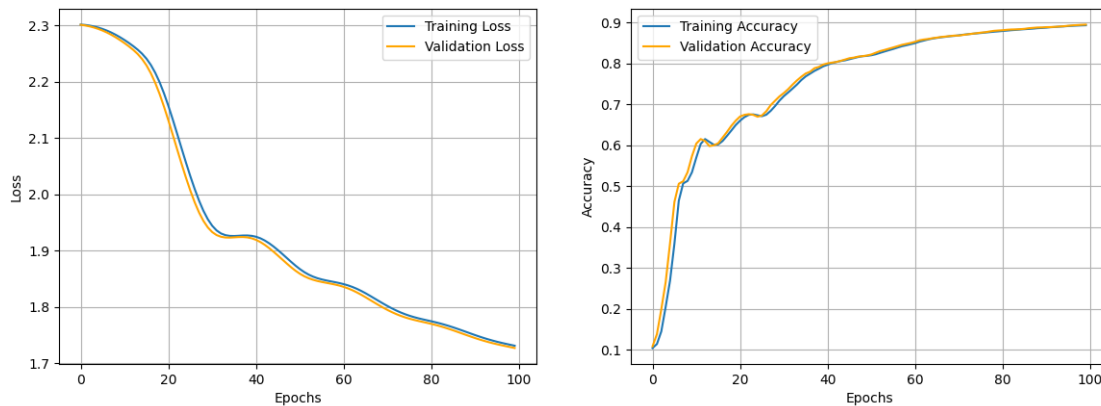 2.3
2.2
2.1
2.0
1.9
1.8
1.7
Loss
0 20 40 60 80 100
Epochs
Training Loss
Validation Loss
0.9
0.8
0.7
0.6
0.5
0.4
0.3
0.2
0.1
Accuracy
0 20 40 60 80 100
Epochs
Training Accuracy
Validation Accuracy